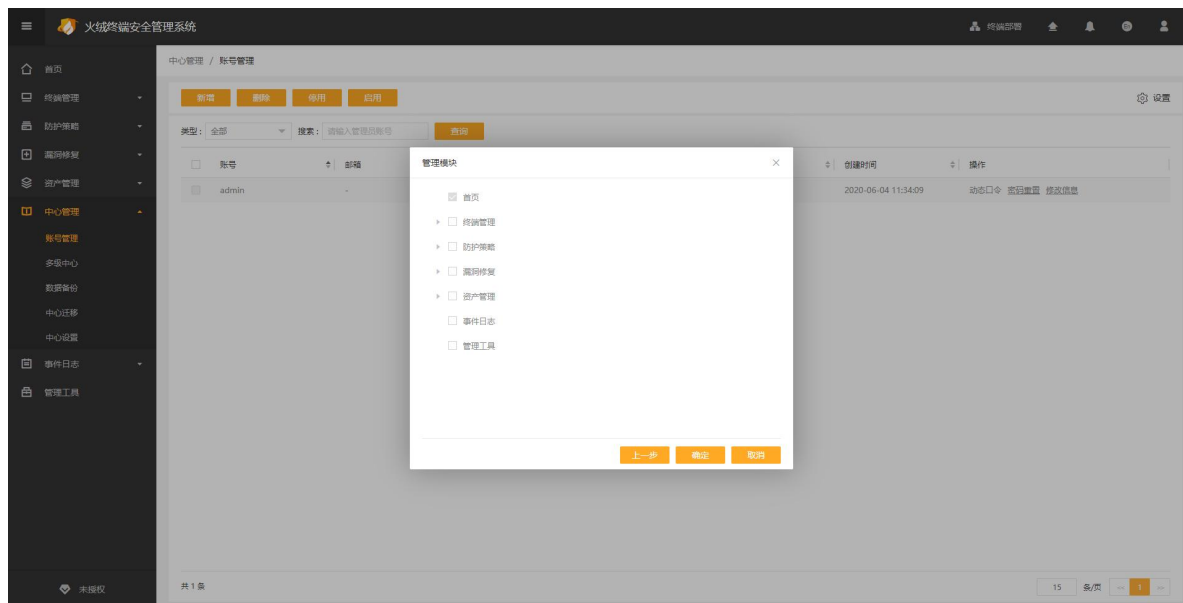 火绒终端安全管理系统
终端部署
首页
终端管理
防护策略
漏洞修复
资产管理
中心管理
账号管理
多级中心
数据备份
中心迁移
中心设置
事件日志
管理工具
未授权
中心管理 / 账号管理
新增 删除 停用 启用
设置
类型: 全部 搜索: 请输入管理员账号 查询
账号 邮箱 创建时间 操作
admin - 2020-06-04 11:34:09 动态口令 密码重置 修改信息
管理模块
首页
终端管理
防护策略
漏洞修复
资产管理
事件日志
管理工具
上一步 确定 取消
共 1 条
15 条/页 1